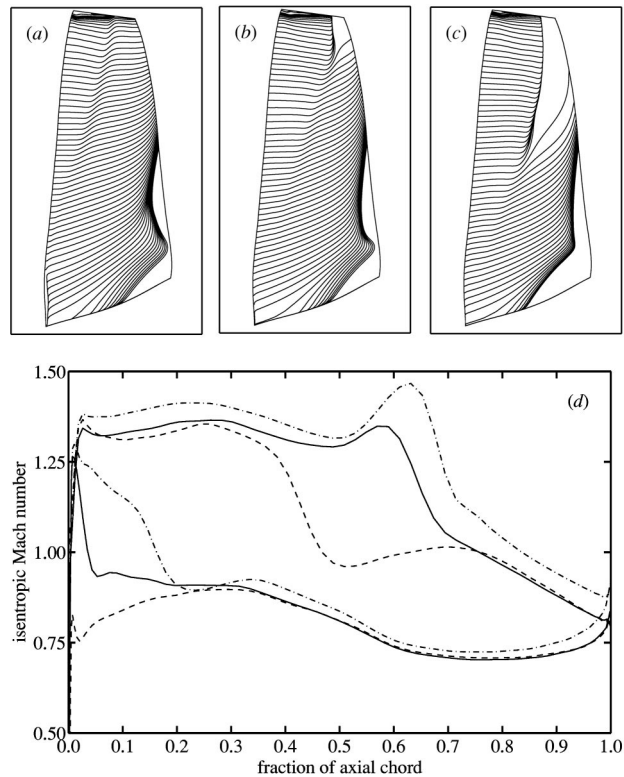 (a)
(b)
(c)
(d)
isentropic Mach number
1.50
1.25
1.00
0.75
0.50
0.0 0.1 0.2 0.3 0.4 0.5 0.6 0.7 0.8 0.9 1.0
fraction of axial chord